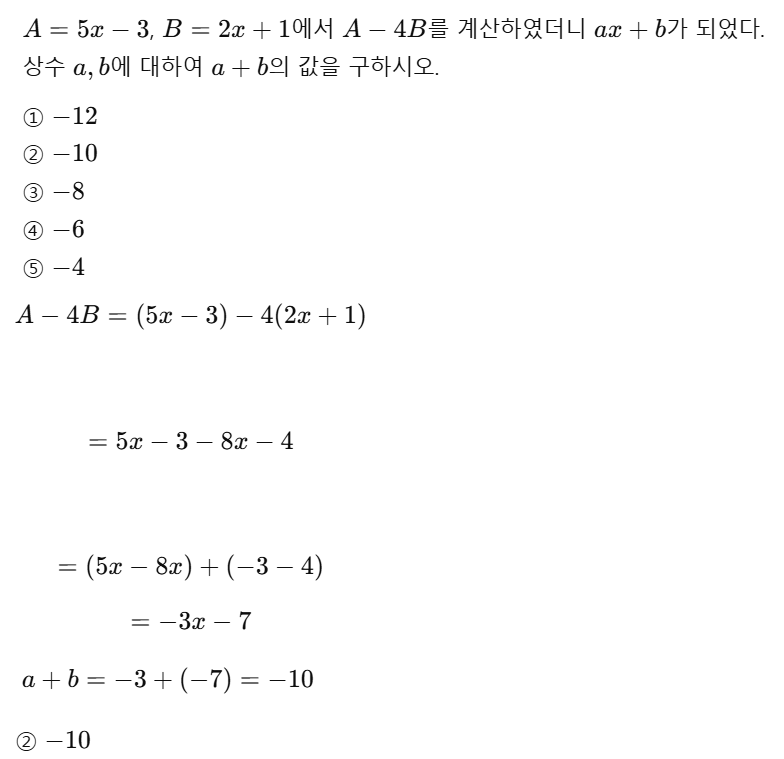 A = 5x − 3, B = 2x + 1에서 A − 4B를 계산하였더니 ax + b가 되었다.
상수 a, b에 대하여 a + b의 값을 구하시오.
① −12
② −10
③ −8
④ −6
⑤ −4
A − 4B = (5x − 3) − 4(2x + 1)
= 5x − 3 − 8x − 4
= (5x − 8x) + (−3 − 4)
= −3x − 7
a + b = −3 + (−7) = −10
② −10